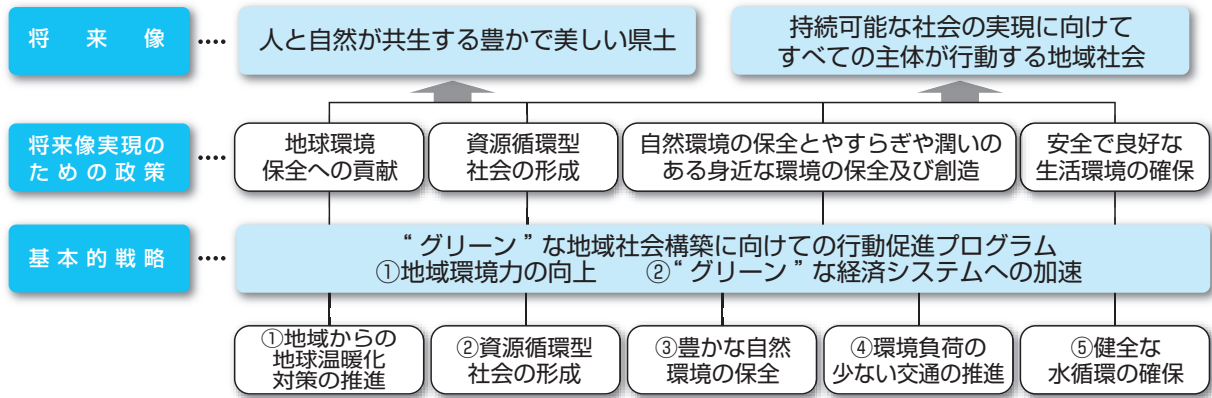 将来像 ‥‥ 人と自然が共生する豊かで美しい県土
持続可能な社会の実現に向けて
すべての主体が行動する地域社会
将来像実現の
ための政策 ‥‥
地球環境
保全への貢献
資源循環型
社会の形成
自然環境の保全とやすらぎや潤いの
ある身近な環境の保全及び創造
安全で良好な
生活環境の確保
基本的戦略 ‥‥
“グリーン”な地域社会構築に向けての行動促進プログラム
①地域環境力の向上 ②“グリーン”な経済システムへの加速
①地域からの
地球温暖化
対策の推進
②資源循環型
社会の形成
③豊かな自然
環境の保全
④環境負荷の
少ない交通の推進
⑤健全な
水循環の確保